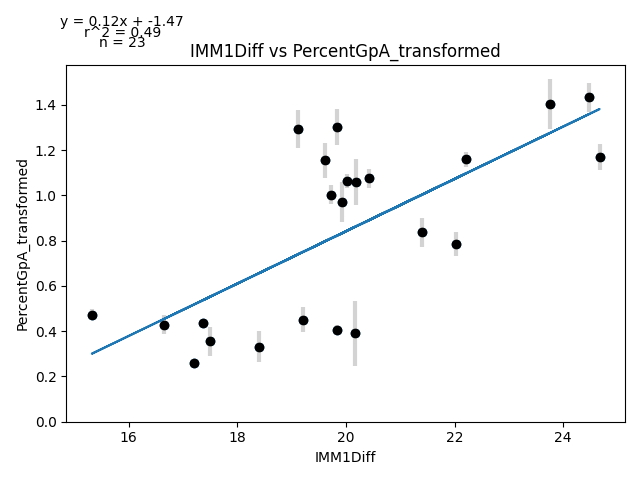 y = 0.12x + -1.47
r^2 = 0.49
n = 23
IMM1Diff vs PercentGpA_transformed
PercentGpA_transformed
1.4
1.2
1.0
0.8
0.6
0.4
0.2
0.0
16 18 20 22 24
IMM1Diff